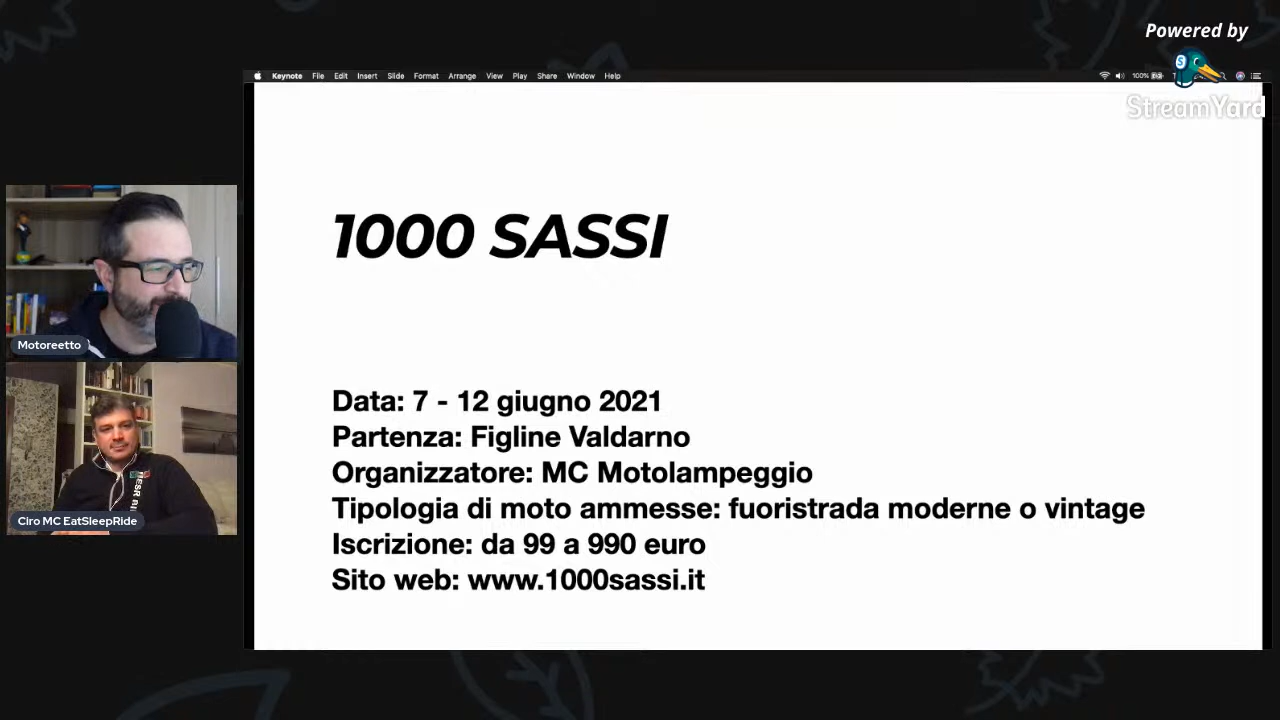 Powered by
StreamYard
Keynote File Edit Insert Slide Format Arrange View Play Share Window Help
100%
1000 SASSI
Data: 7 - 12 giugno 2021
Partenza: Figline Valdarno
Organizzatore: MC Motolampeggio
Tipologia di moto ammesse: fuoristrada moderne o vintage
Iscrizione: da 99 a 990 euro
Sito web: www.1000sassi.it
Motoreetto
Ciro MC EatSleepRide